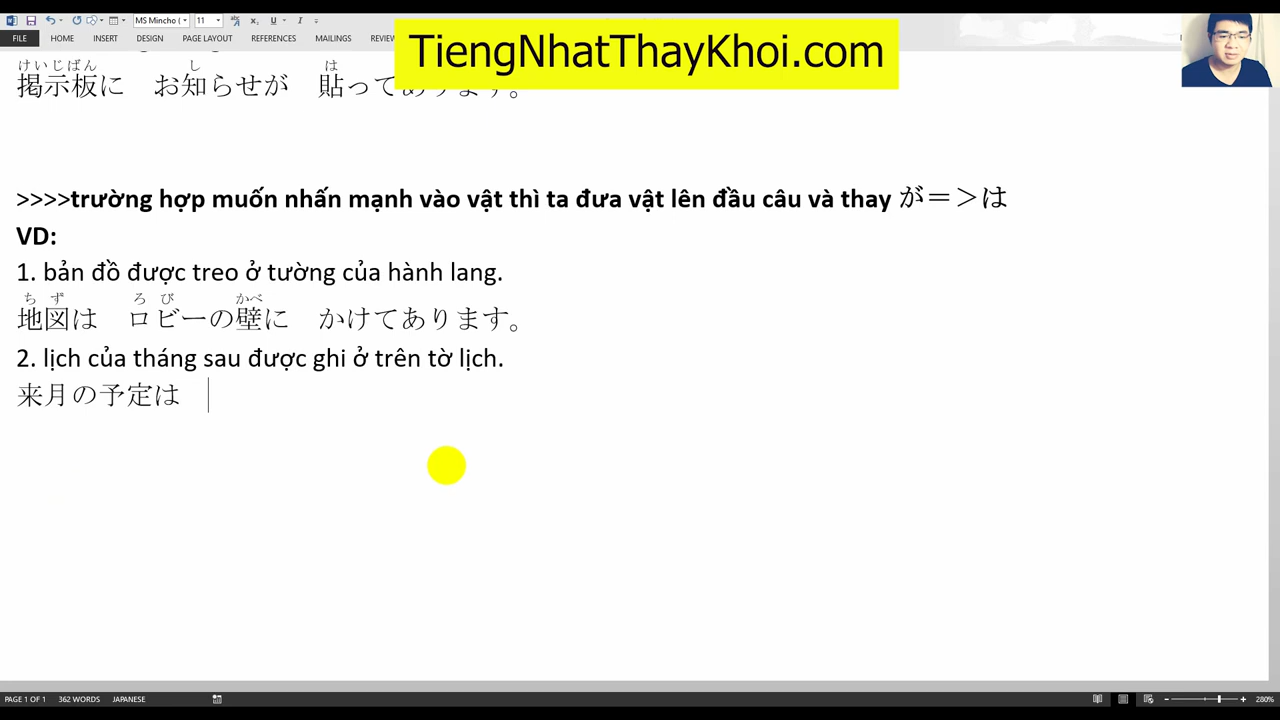 MS Mincho (
11
FILE HOME INSERT DESIGN PAGE LAYOUT REFERENCES MAILINGS
TiengNhatThayKhoi.com
けいじばん し は
掲示板に お知らせが 貼ってあります。
>>>>trường hợp muốn nhấn mạnh vào vật thì ta đưa vật lên đầu câu và thay が＝＞は
VD:
1. bản đồ được treo ở tường của hành lang.
ち ず ろ び かべ
地図は ロビーの壁に かけてあります。
2. lịch của tháng sau được ghi ở trên tờ lịch.
来月の予定は
PAGE 1 OF 1 362 WORDS JAPANESE
280%